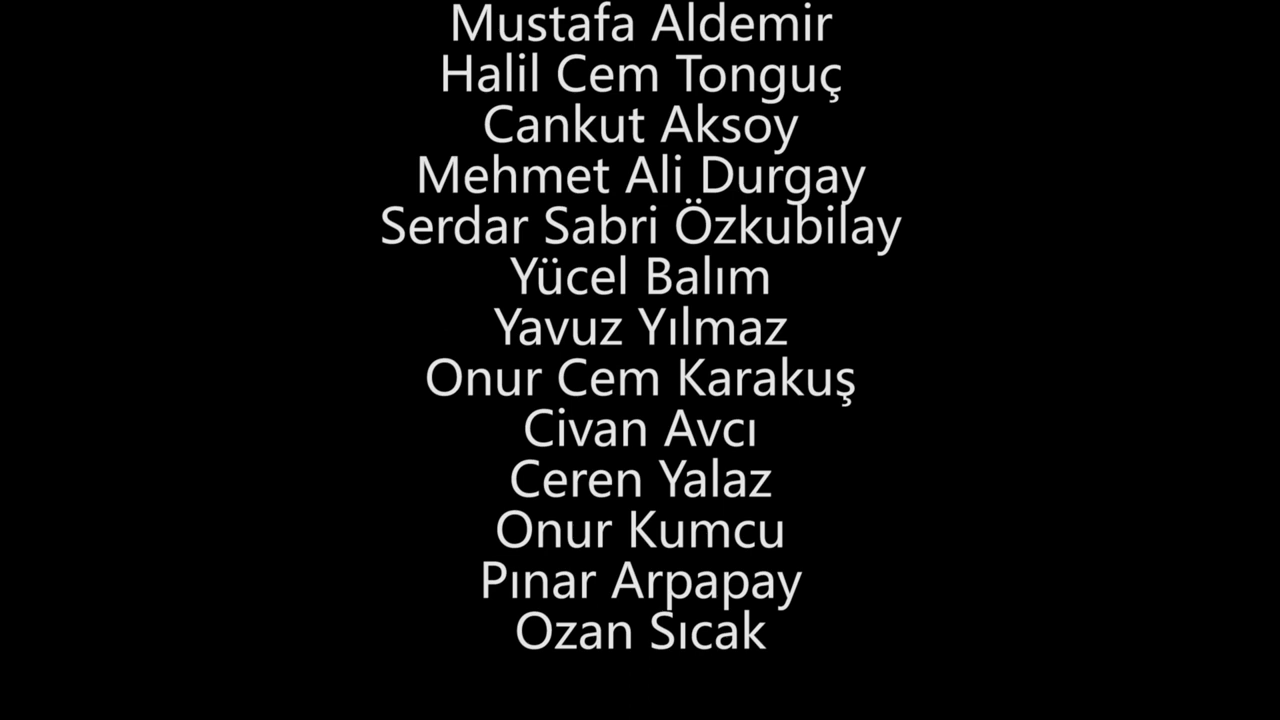 Mustafa Aldemir
Halil Cem Tonguç
Cankut Aksoy
Mehmet Ali Durgay
Serdar Sabri Özkubilay
Yücel Balım
Yavuz Yılmaz
Onur Cem Karakuş
Civan Avcı
Ceren Yalaz
Onur Kumcu
Pınar Arpapay
Ozan Sıcak